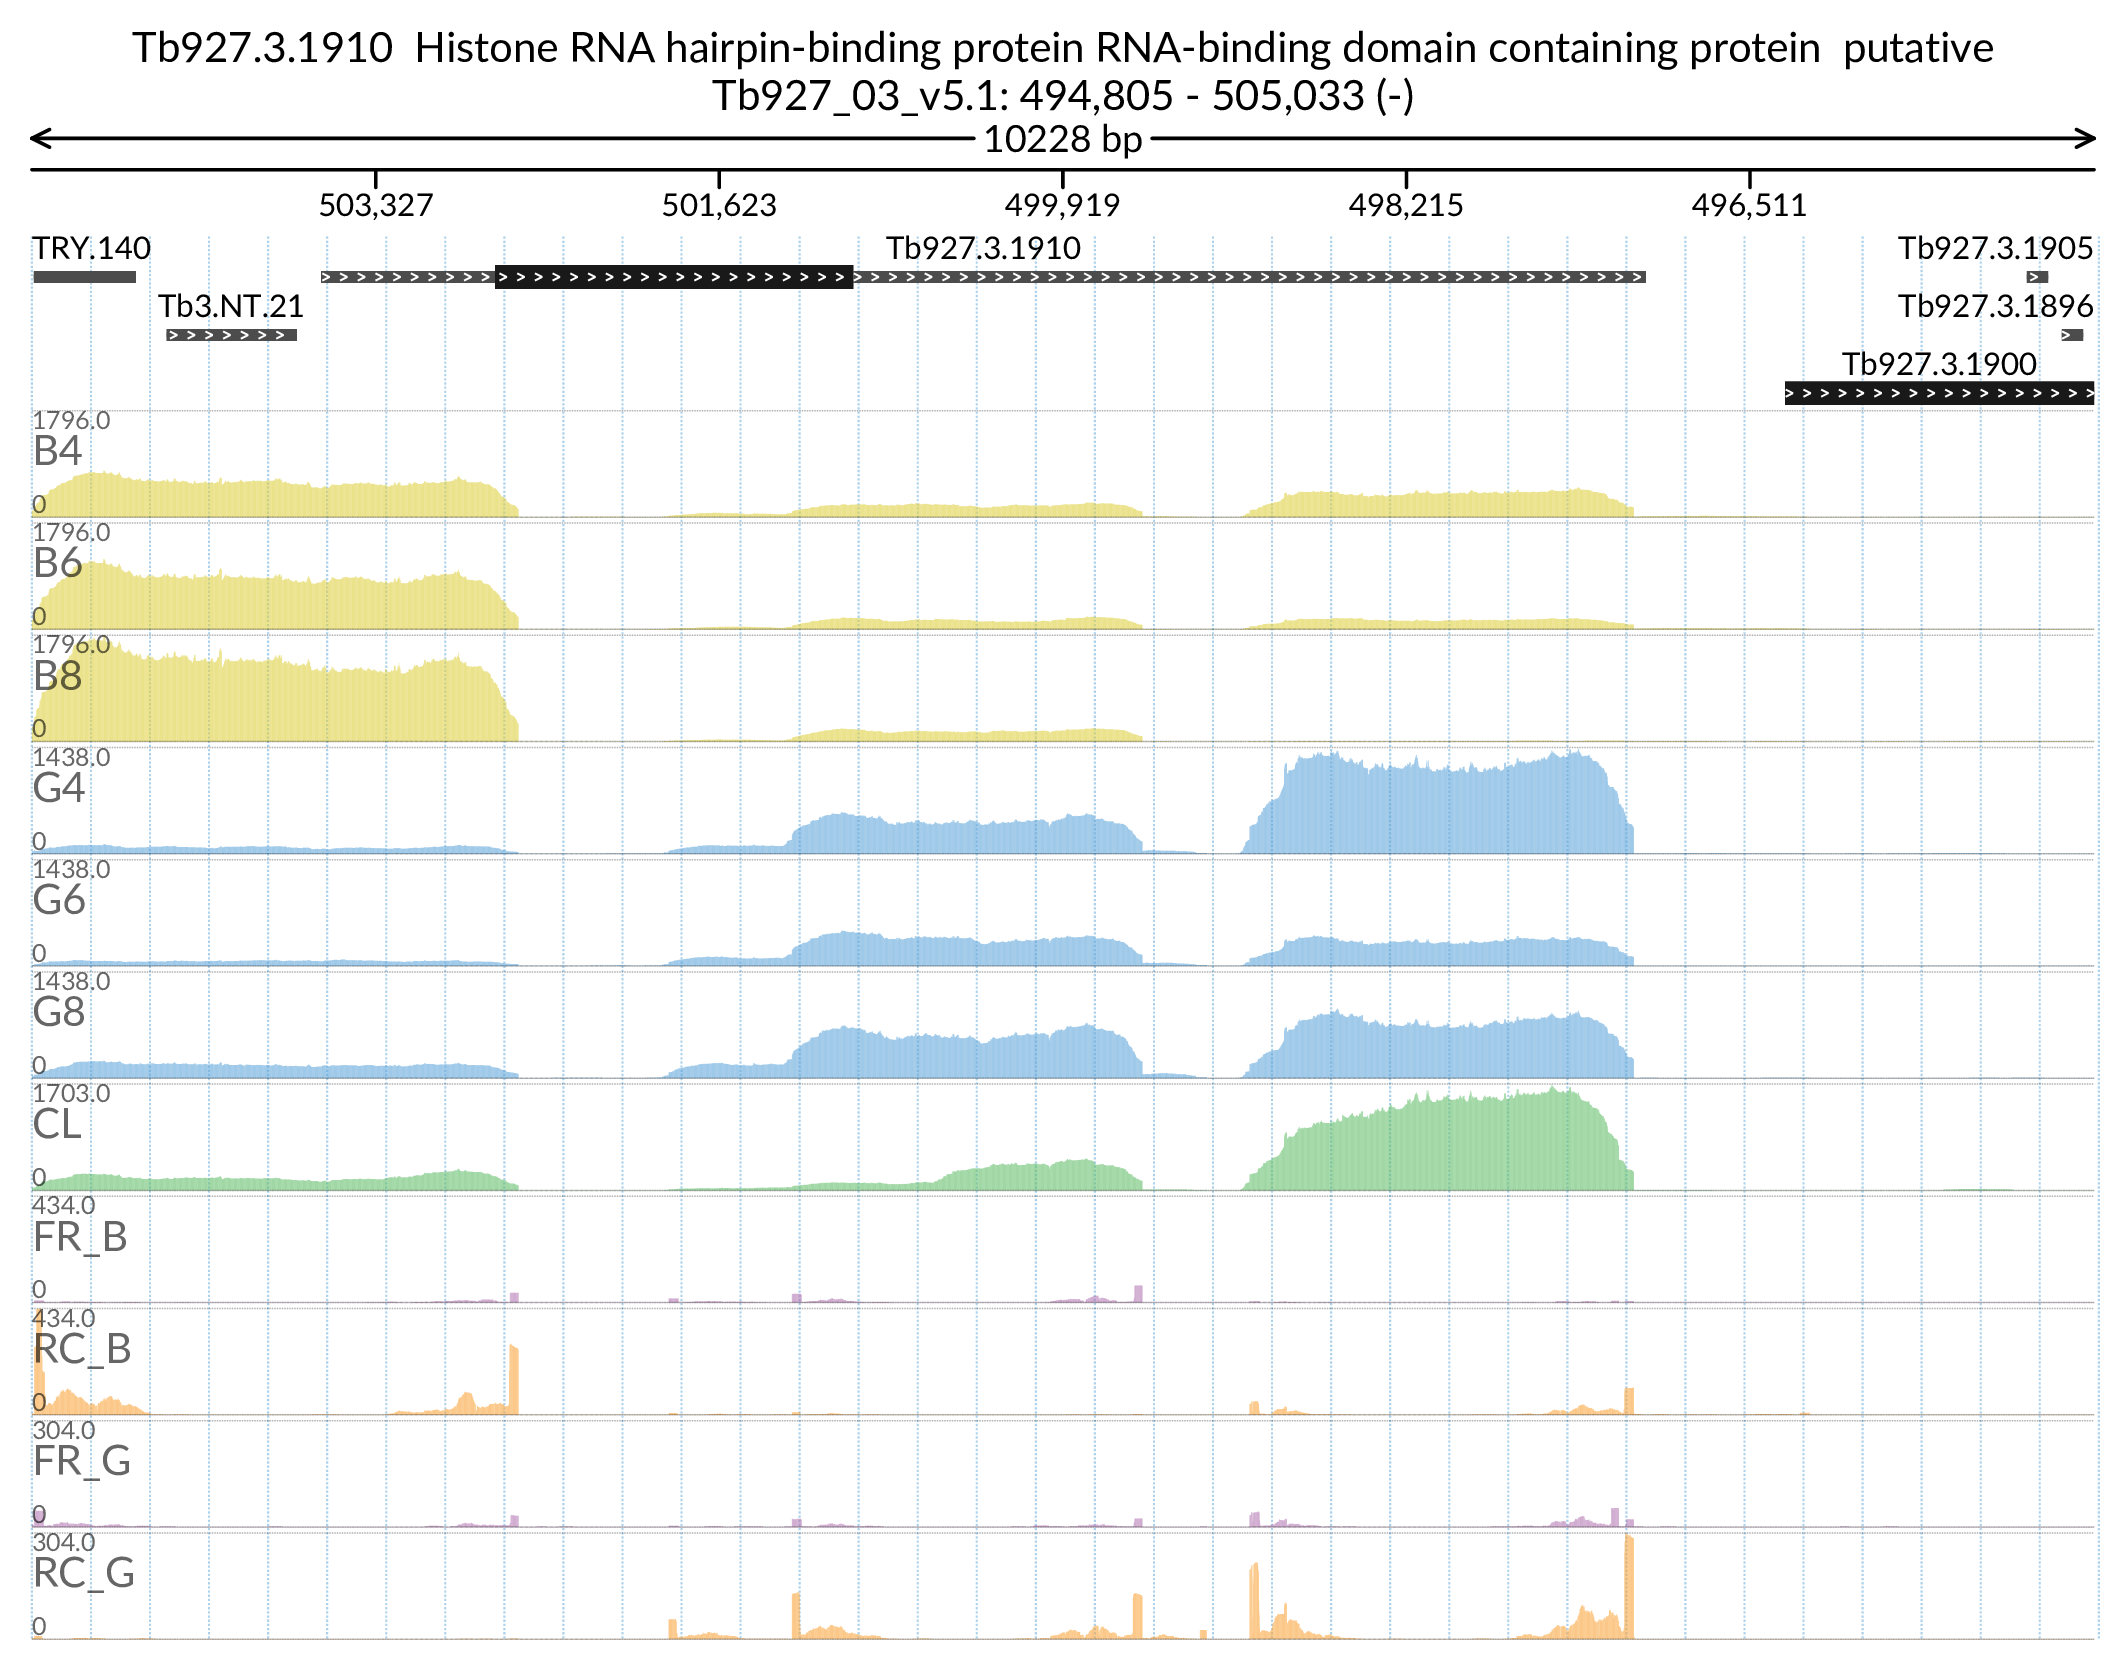 Tb927.3.1910  Histone RNA hairpin-binding protein RNA-binding domain containing protein  putative
Tb927_03_v5.1: 494,805 - 505,033 (-)
10228 bp
503,327 501,623 499,919 498,215 496,511
TRY.140 Tb927.3.1910 Tb927.3.1905
Tb3.NT.21 Tb927.3.1896
Tb927.3.1900
1796.0
B4
0
1796.0
B6
0
1796.0
B8
0
1438.0
G4
0
1438.0
G6
0
1438.0
G8
0
1703.0
CL
0
434.0
FR_B
0
434.0
RC_B
0
304.0
FR_G
0
304.0
RC_G
0